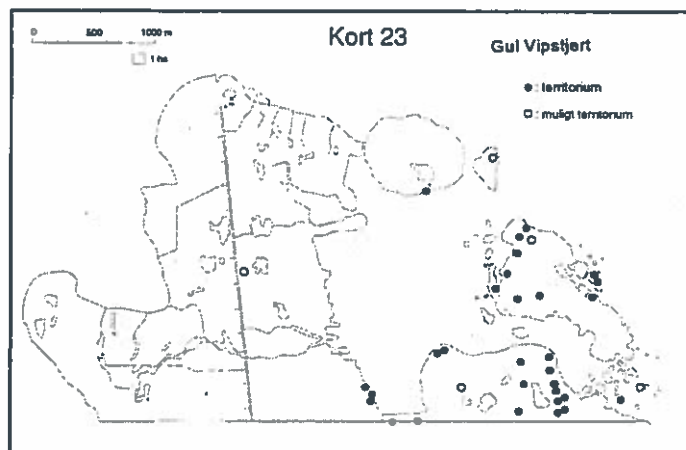 Kort 23
0 500 1000 m
1 ha
Gul Vipstjert
: territorium
: muligt territorium